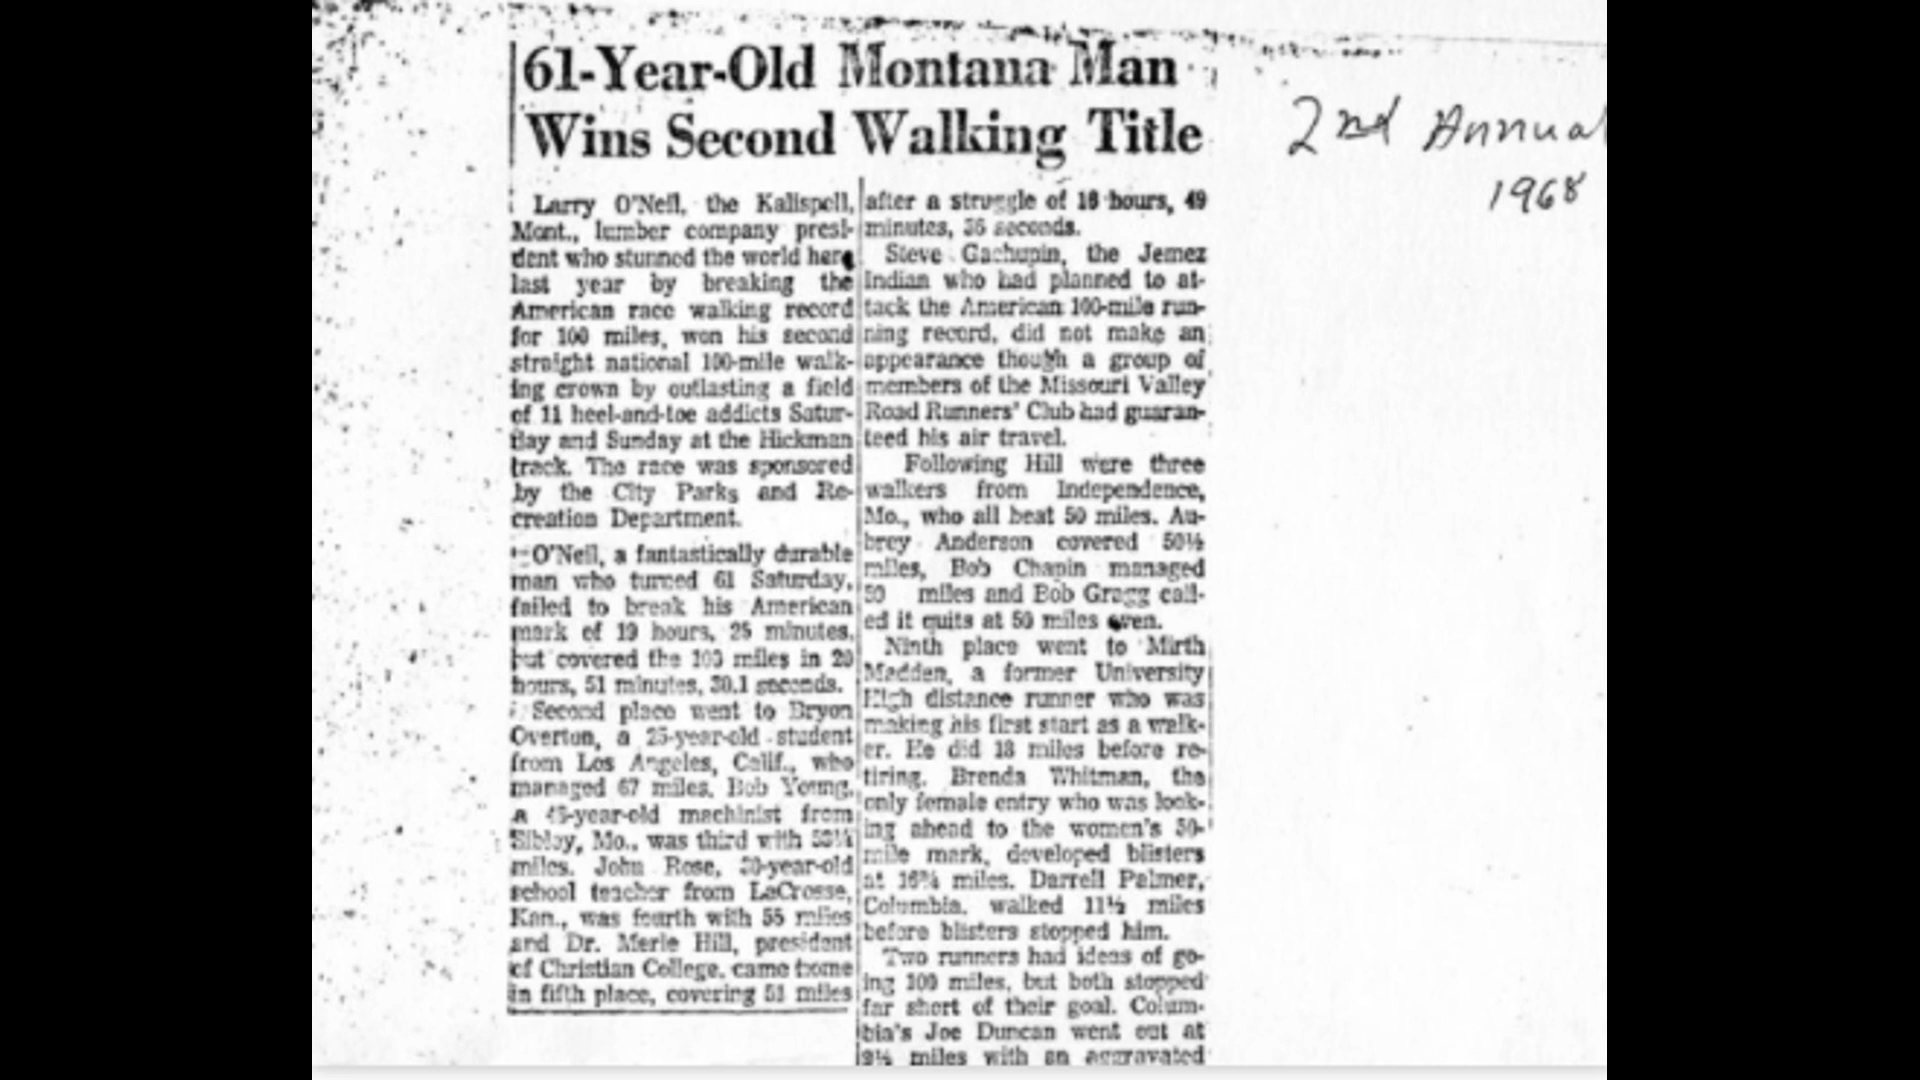 61-Year-Old Montana Man
Wins Second Walking Title
2nd Annual
1968
Larry O'Neil, the Kalispell,
Mont., lumber company presi-
dent who stunned the world here
last year by breaking the
American race walking record
for 100 miles, won his second
straight national 100-mile walk-
ing crown by outlasting a field
of 11 heel-and-toe addicts Satur-
day and Sunday at the Hickman
track. The race was sponsored
by the City Parks and Re-
creation Department.
O'Neil, a fantastically durable
man who turned 61 Saturday,
failed to break his American
mark of 19 hours, 25 minutes,
but covered the 100 miles in 20
hours, 51 minutes, 30.1 seconds.
Second place went to Bryon
Overton, a 25-year-old student
from Los Angeles, Calif., who
managed 67 miles. Bob Young,
a machinist from
Sibley, Mo., was third with
miles. John Rose,
school teacher from LaCrosse,
Kan., was fourth with 55 miles
and Dr. Merle Hill, president
of Christian College, came home
in fifth place, covering 51 miles
after a struggle of hours, 49
minutes, 36 seconds.
Steve Gachupin, the Jemez
Indian who had planned to at-
tack the American 100-mile run-
ning record, did not make an
appearance though a group of
members of the Missouri Valley
Road Runners' Club had guaran-
teed his air travel.
Following Hill were three
walkers from Independence,
Mo., who all beat 50 miles. Au-
brey Anderson covered 50½
miles, Bob Chapin managed
50 miles and Bob Gragg call-
ed it quits at 50 miles even.
Ninth place went to Mirth
Madden, a former University
High distance runner who was
making his first start as a walk-
er. He did 18 miles before re-
tiring. Brenda Whitman, the
only female entry who was look-
ing ahead to the women's 50-
mile mark, developed blisters
at 16¾ miles. Darrell Palmer,
Columbia, walked 11½ miles
before blisters stopped him.
Two runners had ideas of go-
ing 100 miles, but both stopped
far short of their goal. Colum-
bia's Joe Duncan went out at
miles with an aggravated